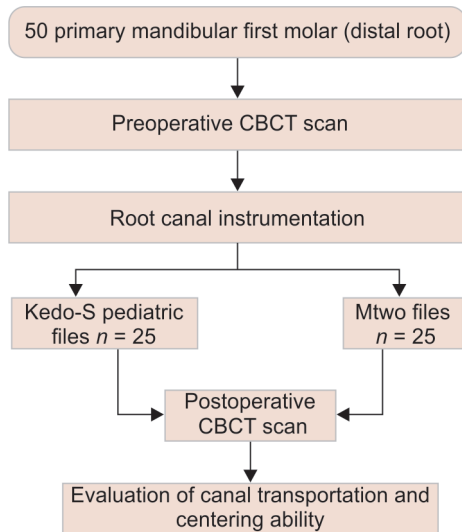 50 primary mandibular first molar (distal root)
Preoperative CBCT scan
Root canal instrumentation
Kedo-S pediatric
files n = 25
Mtwo files
n = 25
Postoperative
CBCT scan
Evaluation of canal transportation and
centering ability